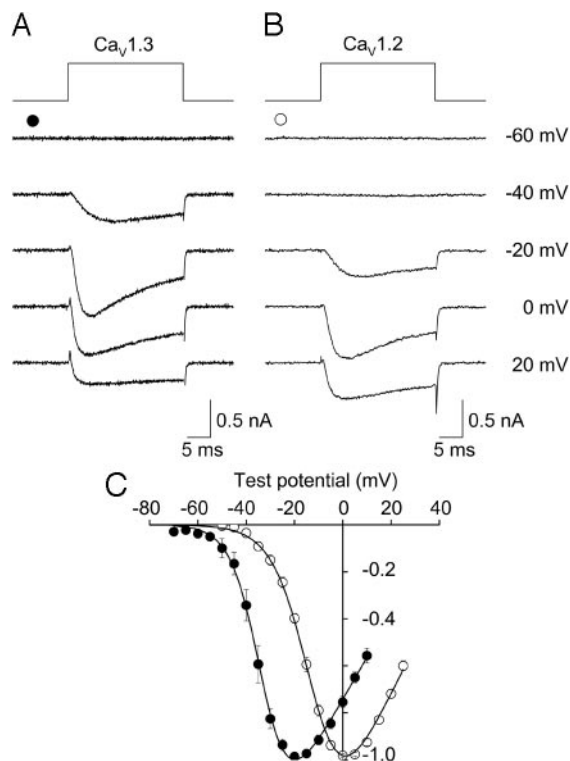 A B
Ca_V1.3 Ca_V1.2
-60 mV
-40 mV
-20 mV
0 mV
20 mV
0.5 nA 0.5 nA
5 ms 5 ms
C Test potential (mV)
-80 -60 -40 -20 0 20 40
-0.2
-0.4
-1.0